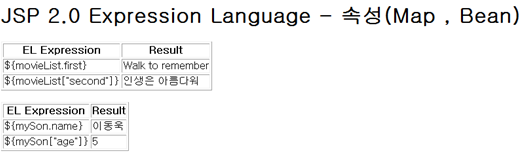 JSP 2.0 Expression Language - 속성(Map , Bean)
EL Expression Result
${movieList.first} Walk to remember
${movieList["second"]} 인생은 아름다워
EL Expression Result
${mySon.name} 이동욱
${mySon["age"]} 5